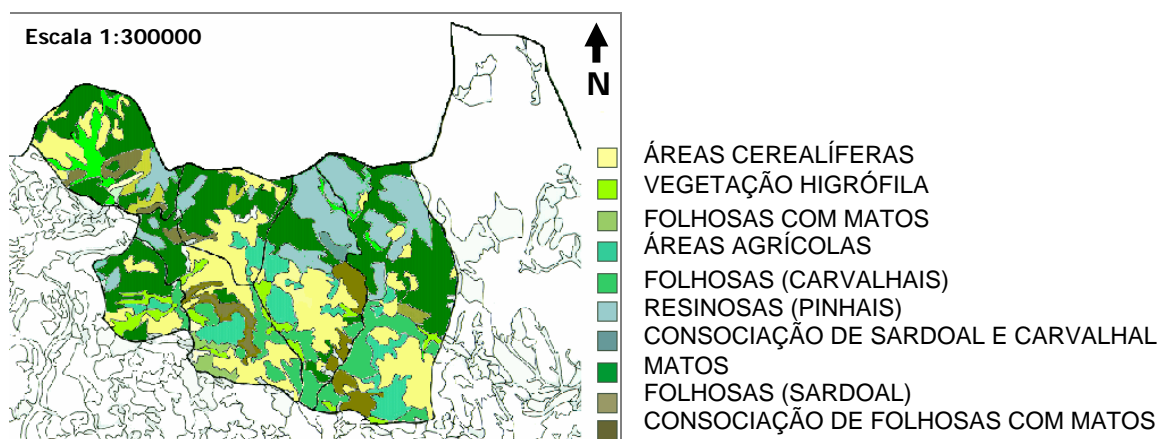 Escala 1:300000
N
ÁREAS CEREALÍFERAS
VEGETAÇÃO HIGRÓFILA
FOLHOSAS COM MATOS
ÁREAS AGRÍCOLAS
FOLHOSAS (CARVALHAIS)
RESINOSAS (PINHAIS)
CONSOCIAÇÃO DE SARDOAL E CARVALHAL
MATOS
FOLHOSAS (SARDOAL)
CONSOCIAÇÃO DE FOLHOSAS COM MATOS